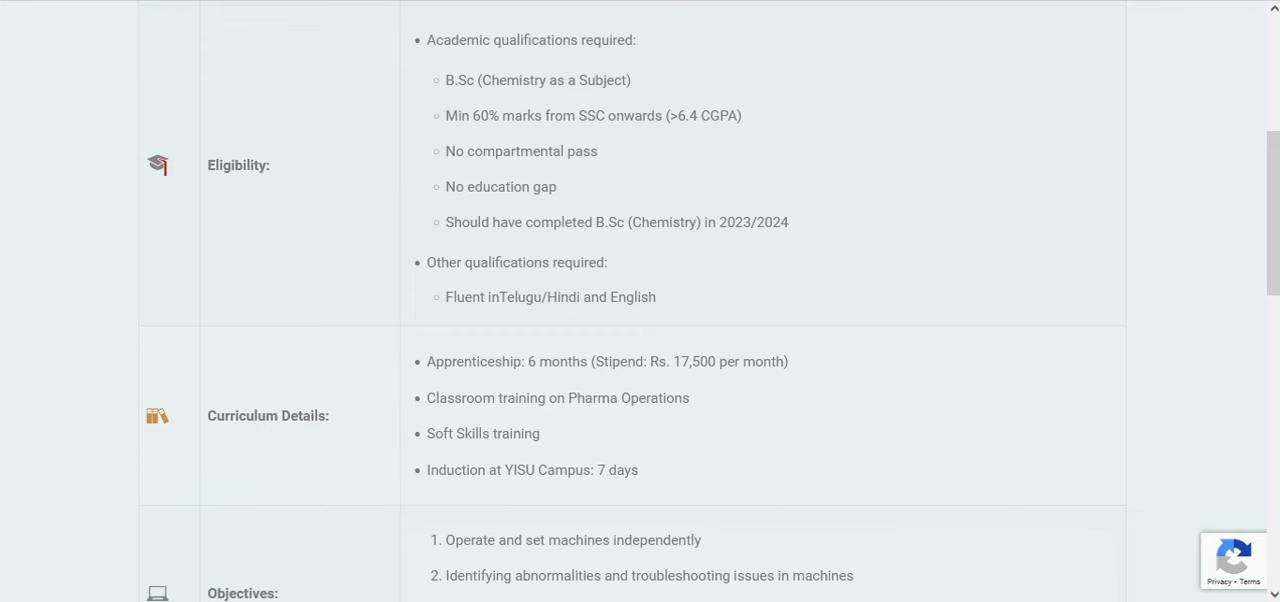 Academic qualifications required:
B.Sc (Chemistry as a Subject)
Min 60% marks from SSC onwards (>6.4 CGPA)
No compartmental pass
Eligibility:
No education gap
Should have completed B.Sc (Chemistry) in 2023/2024
Other qualifications required:
Fluent inTelugu/Hindi and English
Apprenticeship: 6 months (Stipend: Rs. 17,500 per month)
Classroom training on Pharma Operations
Curriculum Details:
Soft Skills training
Induction at YISU Campus: 7 days
1. Operate and set machines independently
2. Identifying abnormalities and troubleshooting issues in machines
Objectives:
Privacy - Terms